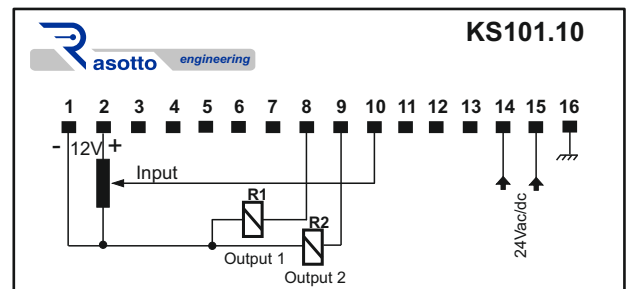 KS101.10
Rasotto engineering
1 2 3 4 5 6 7 8 9 10 11 12 13 14 15 16
- 12V +
Input
R1
R2
24Vac/dc
Output 1
Output 2